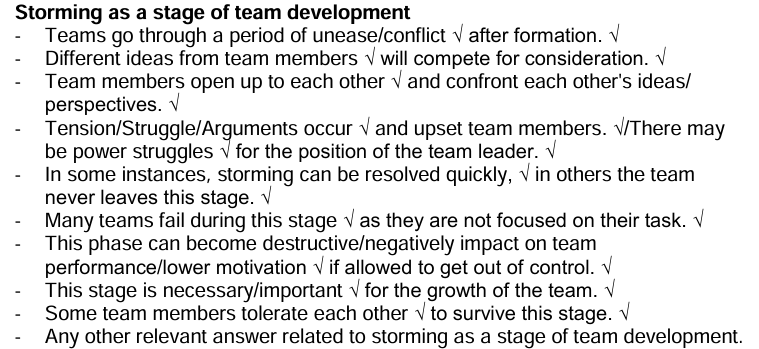 Storming as a stage of team development
- Teams go through a period of unease/conflict √ after formation. √
- Different ideas from team members √ will compete for consideration. √
- Team members open up to each other √ and confront each other's ideas/
perspectives. √
- Tension/Struggle/Arguments occur √ and upset team members. √/There may
be power struggles √ for the position of the team leader. √
- In some instances, storming can be resolved quickly, √ in others the team
never leaves this stage. √
- Many teams fail during this stage √ as they are not focused on their task. √
- This phase can become destructive/negatively impact on team
performance/lower motivation √ if allowed to get out of control. √
- This stage is necessary/important √ for the growth of the team. √
- Some team members tolerate each other √ to survive this stage. √
- Any other relevant answer related to storming as a stage of team development.